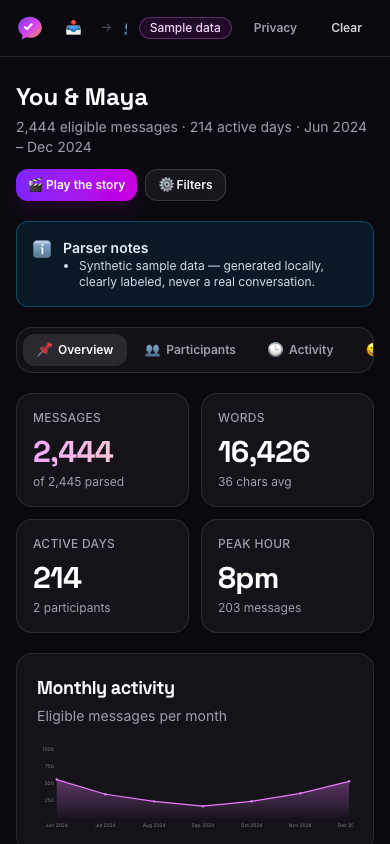 Sample data
Privacy
Clear
You & Maya
2,444 eligible messages · 214 active days · Jun 2024
– Dec 2024
Play the story
Filters
Parser notes
• Synthetic sample data — generated locally,
clearly labeled, never a real conversation.
Overview
Participants
Activity
MESSAGES
2,444
of 2,445 parsed
WORDS
16,426
36 chars avg
ACTIVE DAYS
214
2 participants
PEAK HOUR
8pm
203 messages
Monthly activity
Eligible messages per month
1000
750
500
250
Jun 2024
Jul 2024
Aug 2024
Sep 2024
Oct 2024
Nov 2024